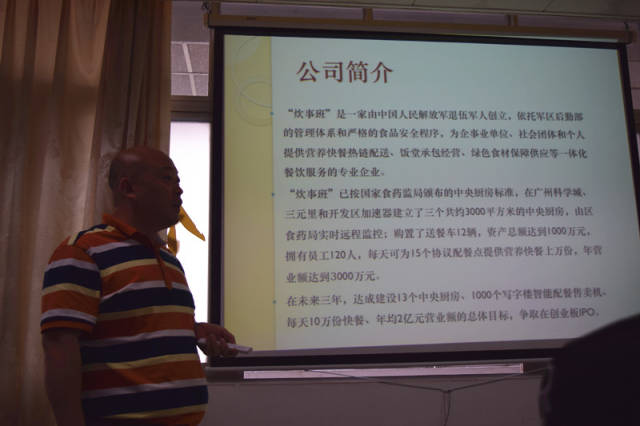 公司简介
“炊事班”是一家由中国人民解放军退伍军人创立，依托军区后勤部
的管理体系和严格的食品安全程序，为企事业单位、社会团体和个人
提供营养快餐热链配送、饭堂承包经营、绿色食材保障供应等一体化
餐饮服务的专业企业。
“炊事班”已按国家食药监局颁布的中央厨房标准，在广州科学城、
三元里和开发区加速器建立了三个共约3000平方米的中央厨房，由区
食药局实时远程监控；购置了送餐车12辆，资产总额达到1000万元，
拥有员工120人，每天可为15个协议配餐点提供营养快餐上万份，年营
业额达到3000万元。
在未来三年，达成建设13个中央厨房、1000个写字楼智能配餐售卖机、
每天10万份快餐、年均2亿元营业额的总体目标，争取在创业板IPO。